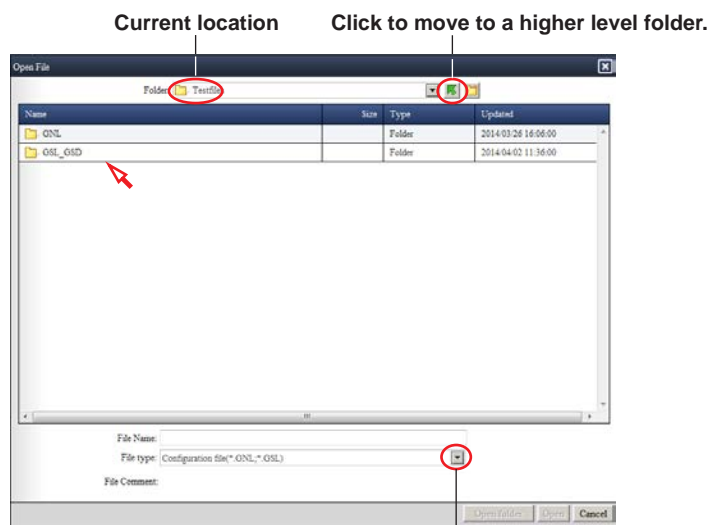 Current location Click to move to a higher level folder.
Open File
Folder: Testfile
Name Size Type Updated
GNL Folder 2014/03/26 16:06:00
GSL_GSD Folder 2014/04/02 11:36:00
File Name:
File type: Configuration file(*.GNL;*.GSL)
File Comment:
Open folder Open Cancel